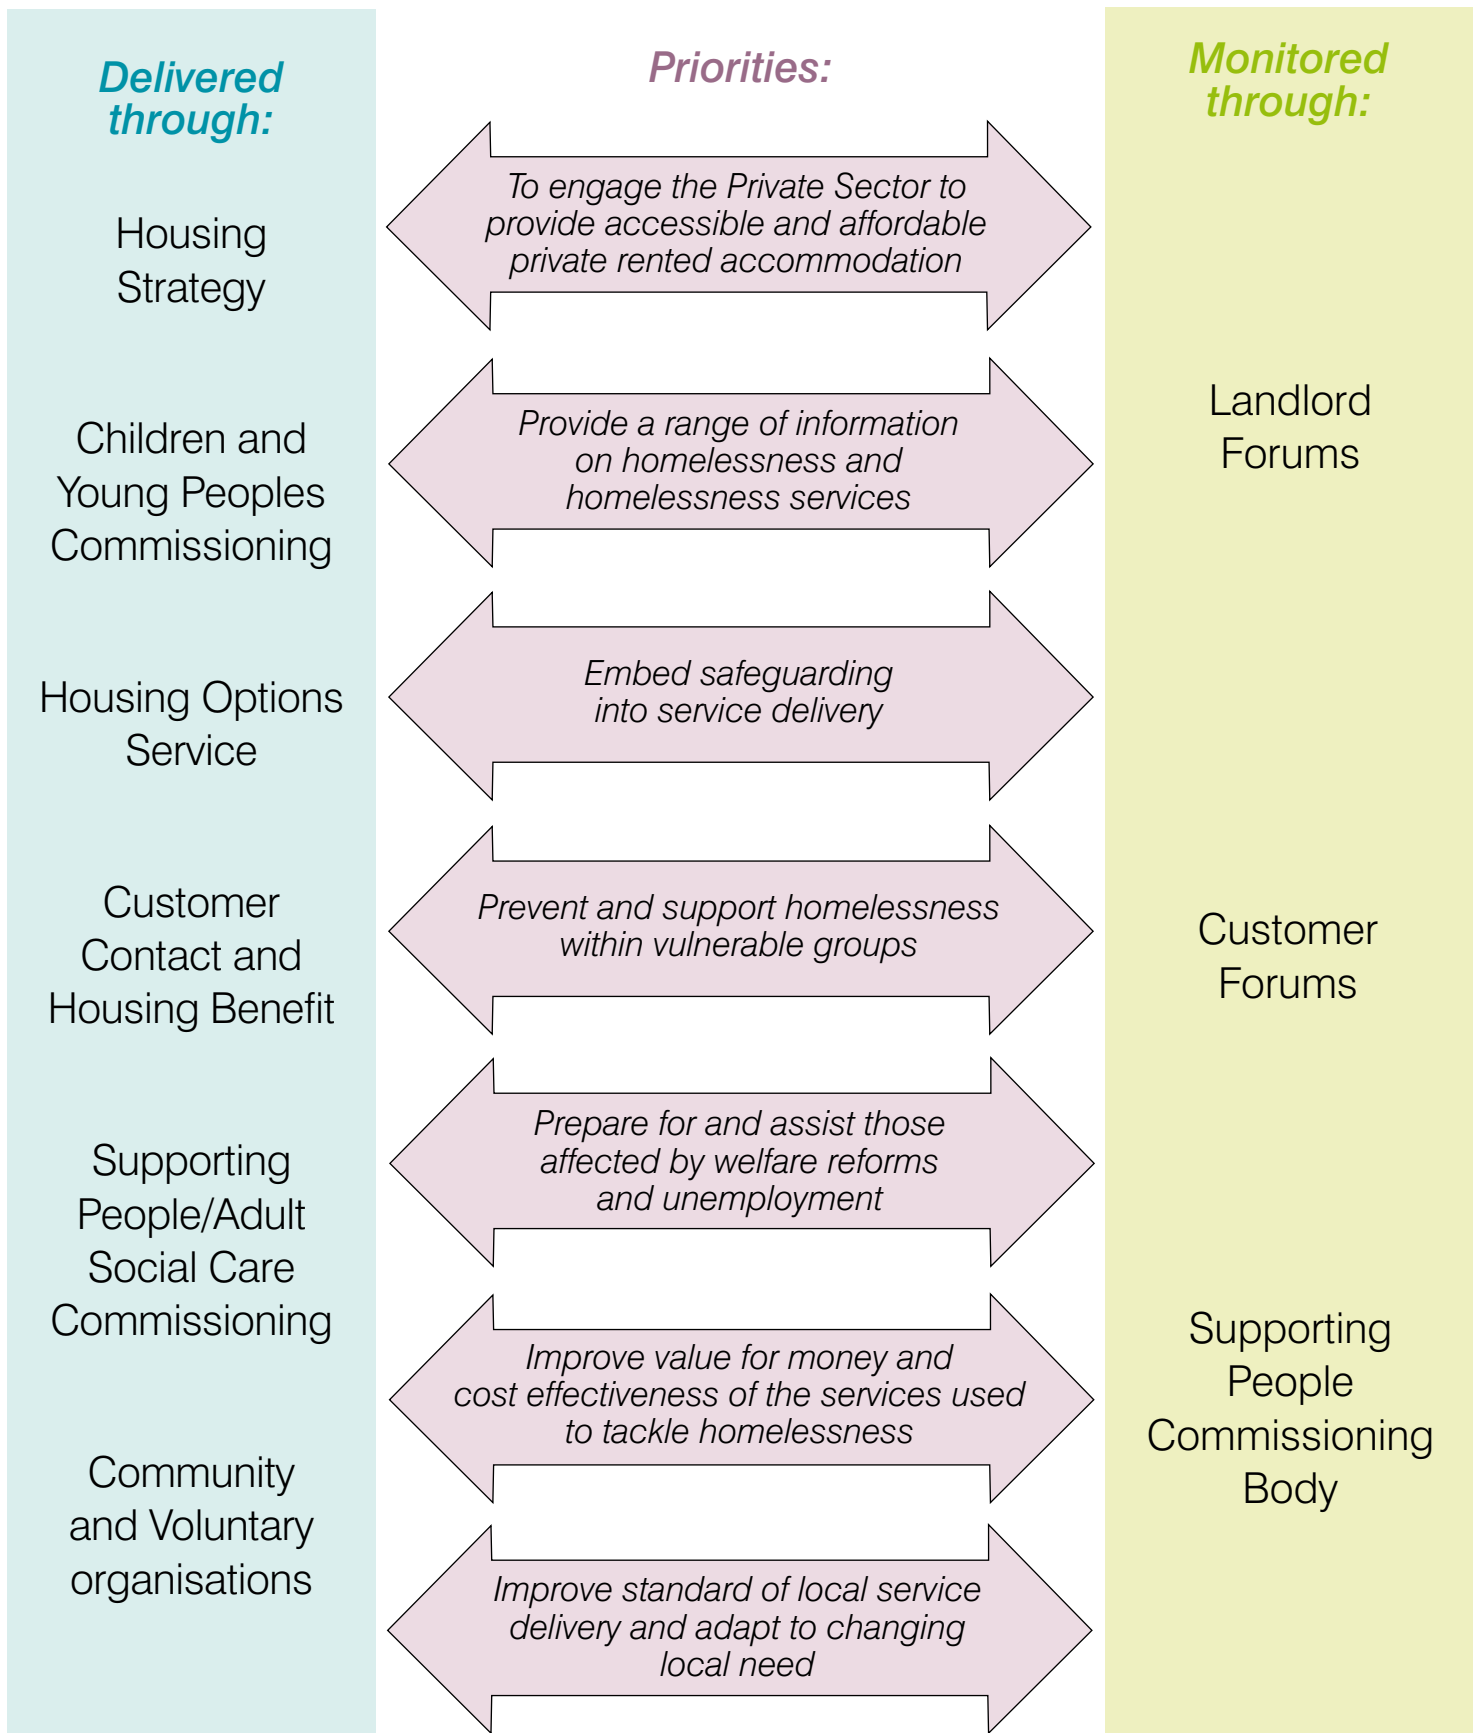 Delivered
through:
Housing
Strategy
Children and
Young Peoples
Commissioning
Housing Options
Service
Customer
Contact and
Housing Benefit
Supporting
People/Adult
Social Care
Commissioning
Community
and Voluntary
organisations
Priorities:
To engage the Private Sector to
provide accessible and affordable
private rented accommodation
Provide a range of information
on homelessness and
homelessness services
Embed safeguarding
into service delivery
Prevent and support homelessness
within vulnerable groups
Prepare for and assist those
affected by welfare reforms
and unemployment
Improve value for money and
cost effectiveness of the services used
to tackle homelessness
Improve standard of local service
delivery and adapt to changing
local need
Monitored
through:
Landlord
Forums
Customer
Forums
Supporting
People
Commissioning
Body